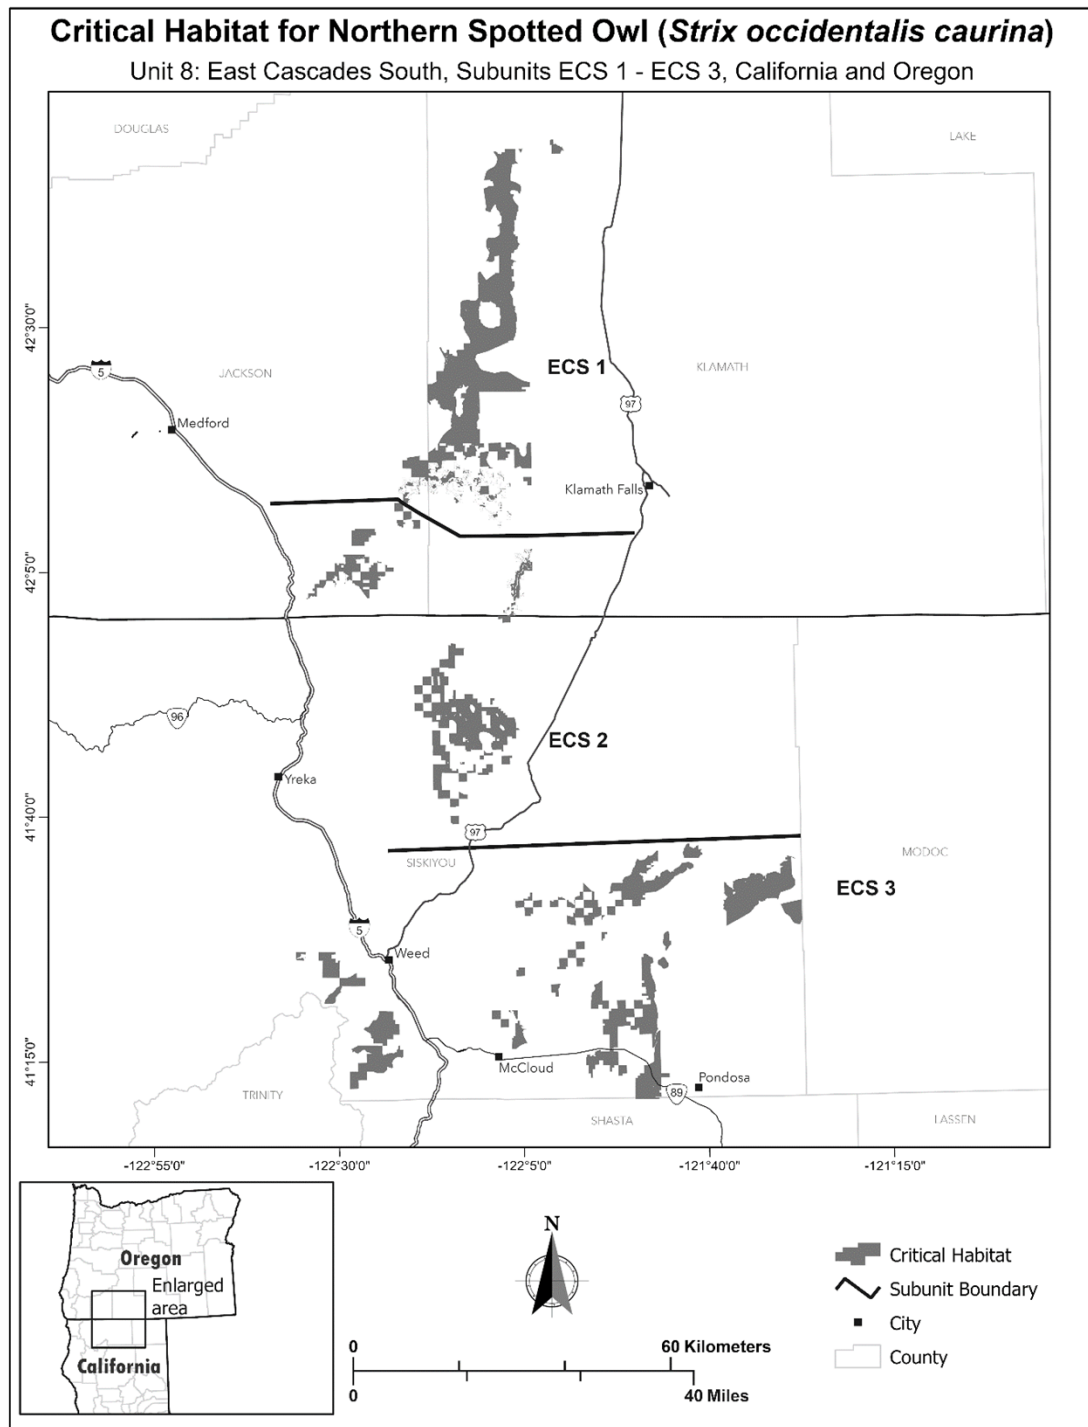 Critical Habitat for Northern Spotted Owl (Strix occidentalis caurina)
Unit 8: East Cascades South, Subunits ECS 1 - ECS 3, California and Oregon
DOUGLAS
LAKE
42°30'0"
ECS 1
KLAMATH
5
JACKSON
97
Medford
Klamath Falls
42°5'0"
96
ECS 2
Yreka
41°40'0"
97
SISKIYOU
MODOC
ECS 3
5
Weed
41°15'0"
McCloud
Pondosa
TRINITY
89
SHASTA
LASSEN
-122°55'0"
-122°30'0"
-122°5'0"
-121°40'0"
-121°15'0"
Oregon
Enlarged
area
California
N
0
60 Kilometers
0
40 Miles
Critical Habitat
Subunit Boundary
City
County